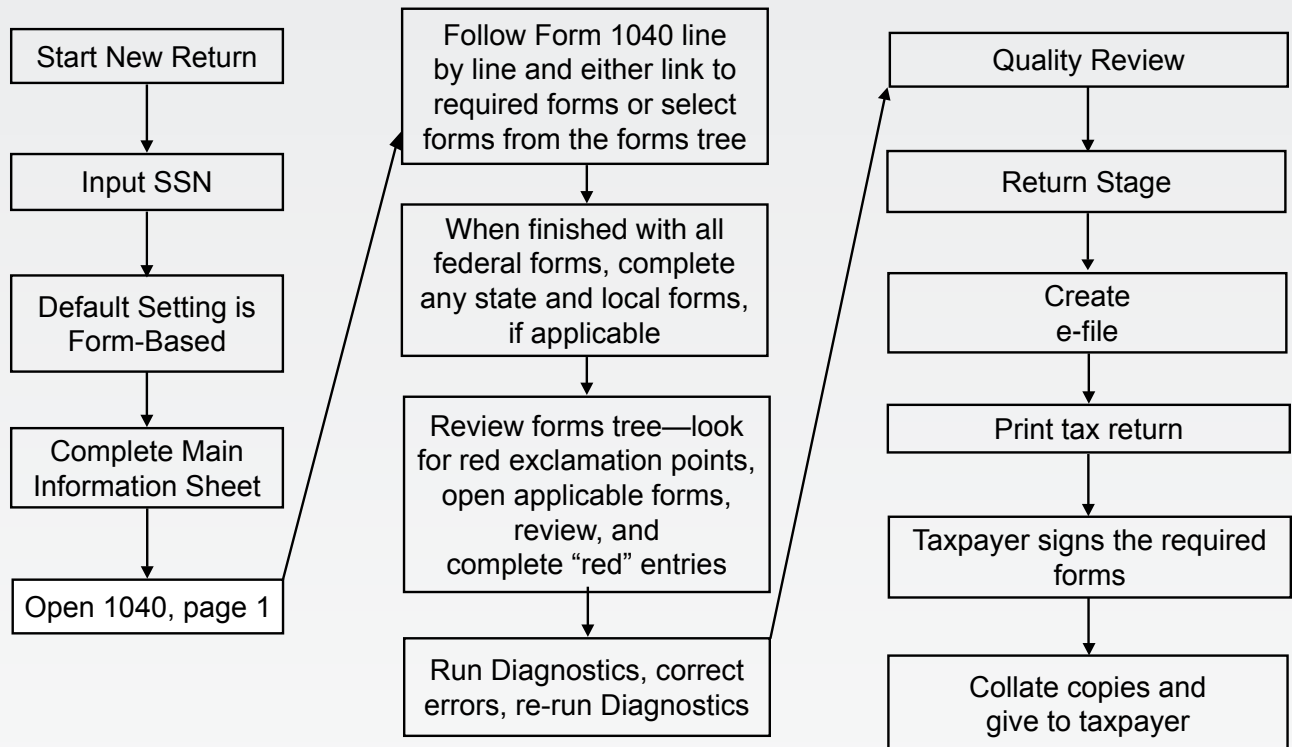 Start New Return
Input SSN
Default Setting is
Form-Based
Complete Main
Information Sheet
Open 1040, page 1
Follow Form 1040 line
by line and either link to
required forms or select
forms from the forms tree
When finished with all
federal forms, complete
any state and local forms,
if applicable
Review forms tree—look
for red exclamation points,
open applicable forms,
review, and
complete “red” entries
Run Diagnostics, correct
errors, re-run Diagnostics
Quality Review
Return Stage
Create
e-file
Print tax return
Taxpayer signs the required
forms
Collate copies and
give to taxpayer